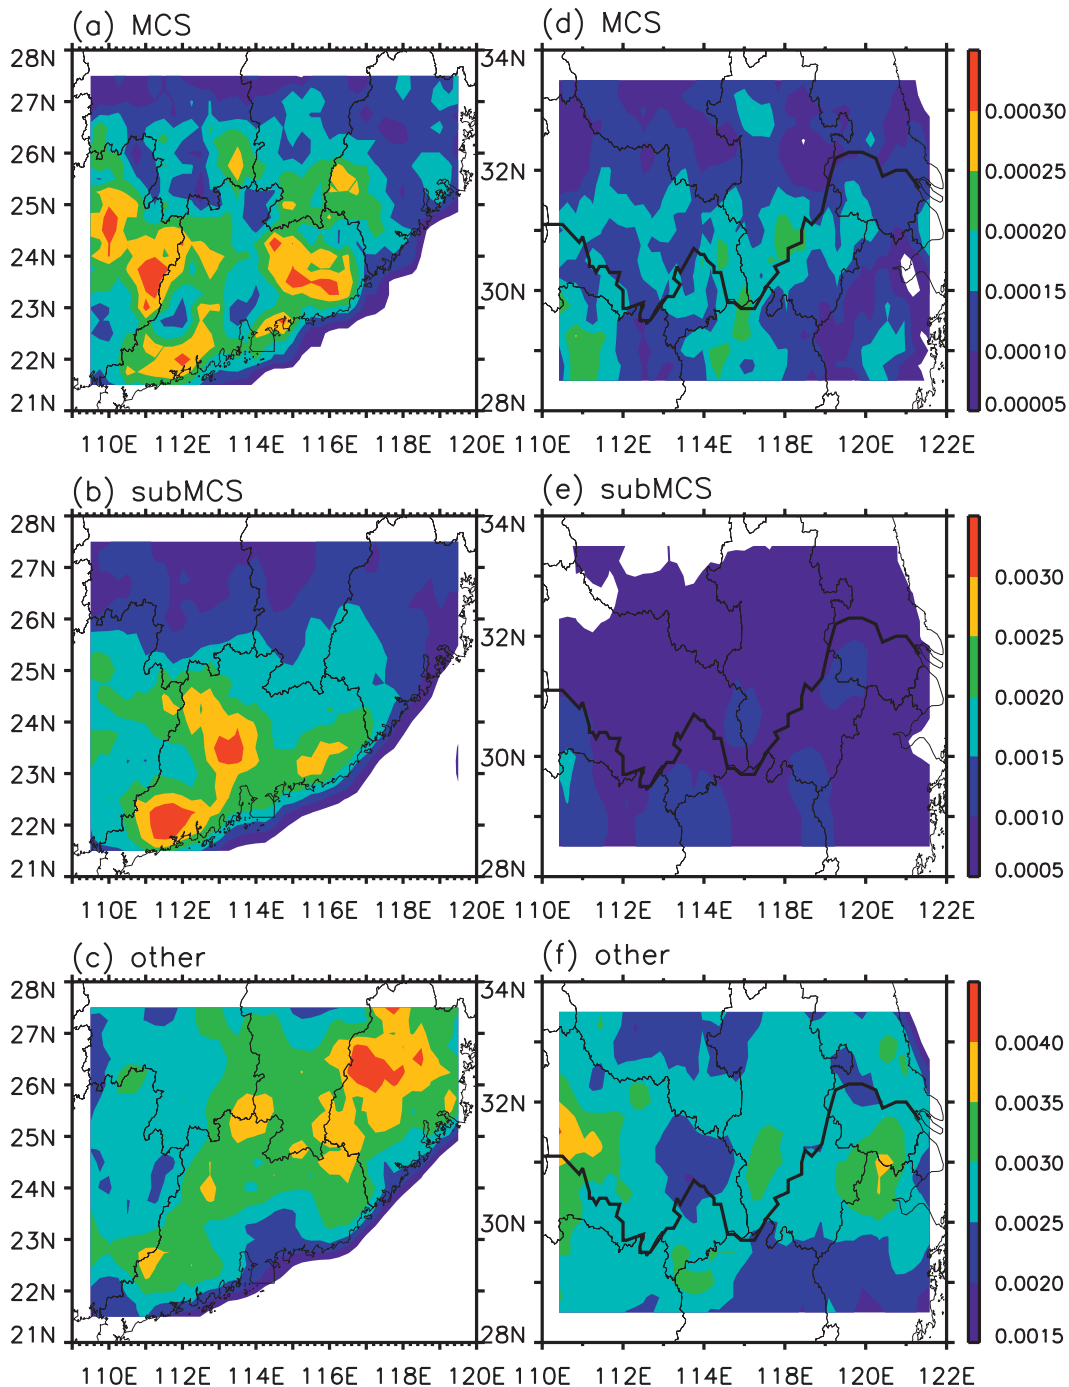 (a) MCS
28N
27N
26N
25N
24N
23N
22N
21N
110E 112E 114E 116E 118E 120E
(d) MCS
34N
32N
30N
28N
110E 112E 114E 116E 118E 120E 122E
0.00030
0.00025
0.00020
0.00015
0.00010
0.00005
(b) subMCS
28N
27N
26N
25N
24N
23N
22N
21N
110E 112E 114E 116E 118E 120E
(e) subMCS
34N
32N
30N
28N
110E 112E 114E 116E 118E 120E 122E
0.0030
0.0025
0.0020
0.0015
0.0010
0.0005
(c) other
28N
27N
26N
25N
24N
23N
22N
21N
110E 112E 114E 116E 118E 120E
(f) other
34N
32N
30N
28N
110E 112E 114E 116E 118E 120E 122E
0.0040
0.0035
0.0030
0.0025
0.0020
0.0015